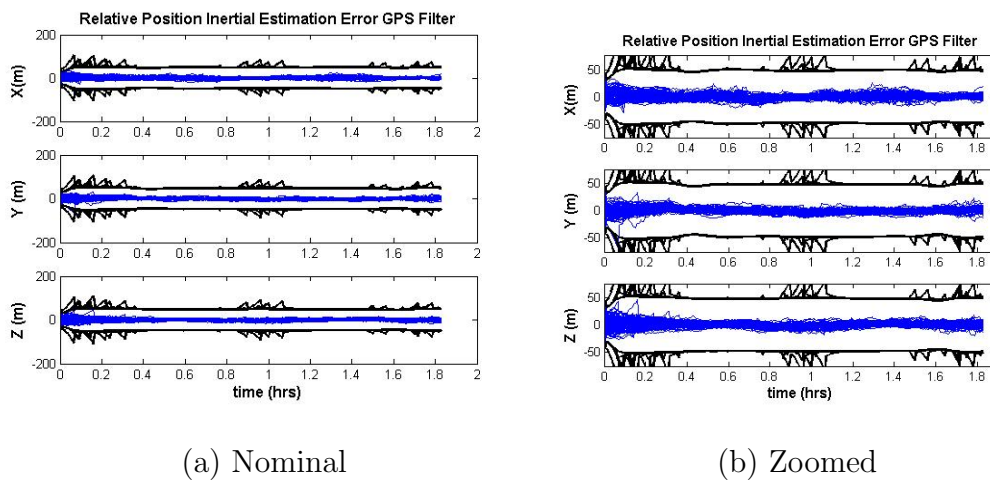 Relative Position Inertial Estimation Error GPS Filter
200
0
-200
X(m)
0 0.2 0.4 0.6 0.8 1 1.2 1.4 1.6 1.8 2
200
0
-200
Y (m)
0 0.2 0.4 0.6 0.8 1 1.2 1.4 1.6 1.8 2
200
0
-200
Z (m)
0 0.2 0.4 0.6 0.8 1 1.2 1.4 1.6 1.8 2
time (hrs)
(a) Nominal
Relative Position Inertial Estimation Error GPS Filter
50
0
-50
X(m)
0 0.2 0.4 0.6 0.8 1 1.2 1.4 1.6 1.8
50
0
-50
Y (m)
0 0.2 0.4 0.6 0.8 1 1.2 1.4 1.6 1.8
50
0
-50
Z (m)
0 0.2 0.4 0.6 0.8 1 1.2 1.4 1.6 1.8
time (hrs)
(b) Zoomed